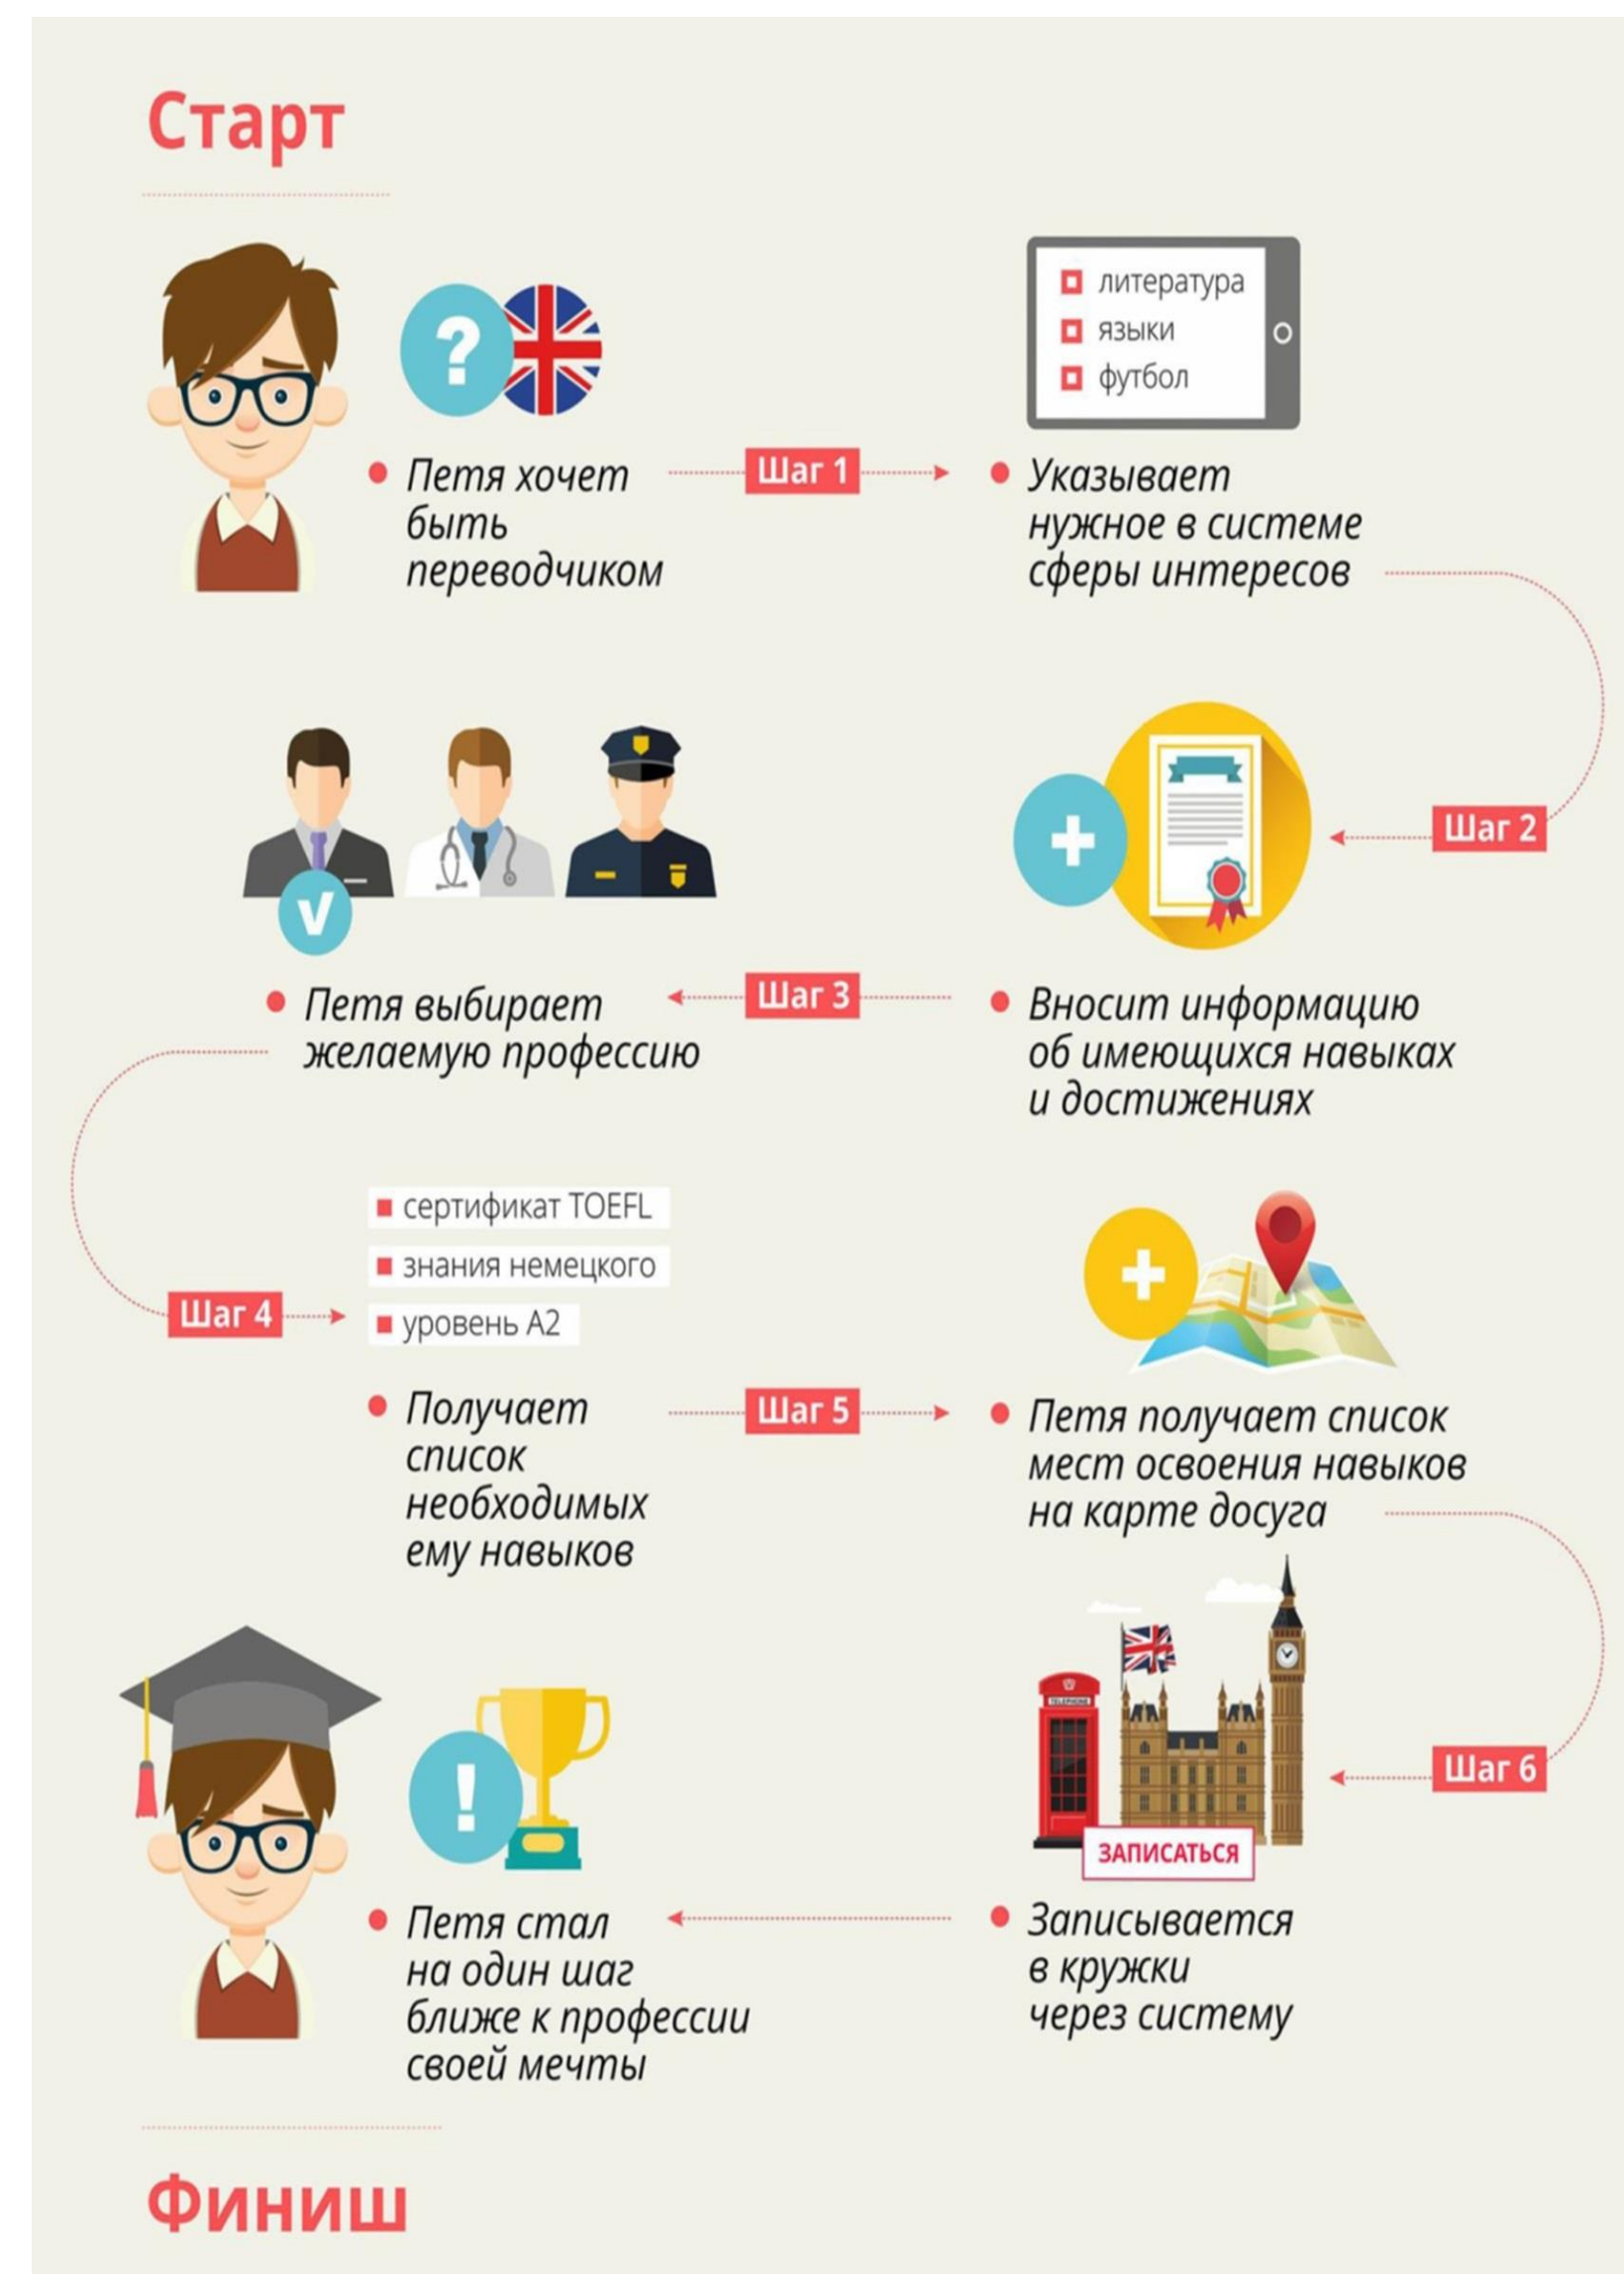 Старт
литература
языки
футбол
Петя хочет
быть
переводчиком
Шаг 1
Указывает
нужное в системе
сферы интересов
Шаг 2
Вносит информацию
об имеющихся навыках
и достижениях
Шаг 3
Петя выбирает
желаемую профессию
Шаг 4
сертификат TOEFL
знания немецкого
уровень А2
Получает
список
необходимых
ему навыков
Шаг 5
Петя получает список
мест освоения навыков
на карте досуга
Шаг 6
TELEPHONE
ЗАПИСАТЬСЯ
Записывается
в кружки
через систему
Петя стал
на один шаг
ближе к профессии
своей мечты
Финиш